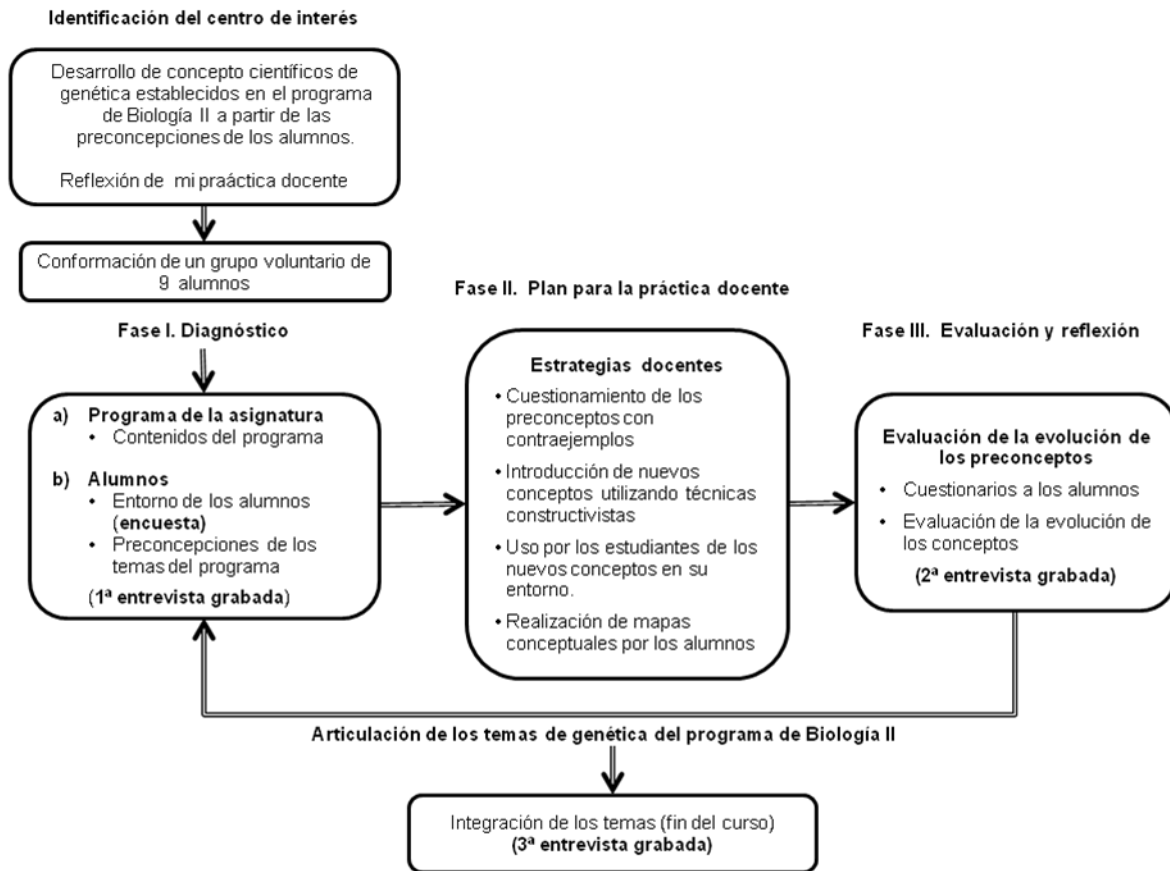 Identificación del centro de interés
Desarrollo de concepto científicos de
genética establecidos en el programa
de Biología II a partir de las
preconcepciones de los alumnos.
Reflexión de mi praáctica docente
Conformación de un grupo voluntario de
9 alumnos
Fase I. Diagnóstico
a) Programa de la asignatura
• Contenidos del programa
b) Alumnos
• Entorno de los alumnos
(encuesta)
• Preconcepciones de los
temas del programa
(1ª entrevista grabada)
Fase II. Plan para la práctica docente
Estrategias docentes
• Cuestionamiento de los
preconceptos con
contraejemplos
• Introducción de nuevos
conceptos utilizando técnicas
constructivistas
• Uso por los estudiantes de los
nuevos conceptos en su
entorno.
• Realización de mapas
conceptuales por los alumnos
Fase III. Evaluación y reflexión
Evaluación de la evolución de
los preconceptos
• Cuestionarios a los alumnos
• Evaluación de la evolución de
los conceptos
(2ª entrevista grabada)
Articulación de los temas de genética del programa de Biología II
Integración de los temas (fin del curso)
(3ª entrevista grabada)